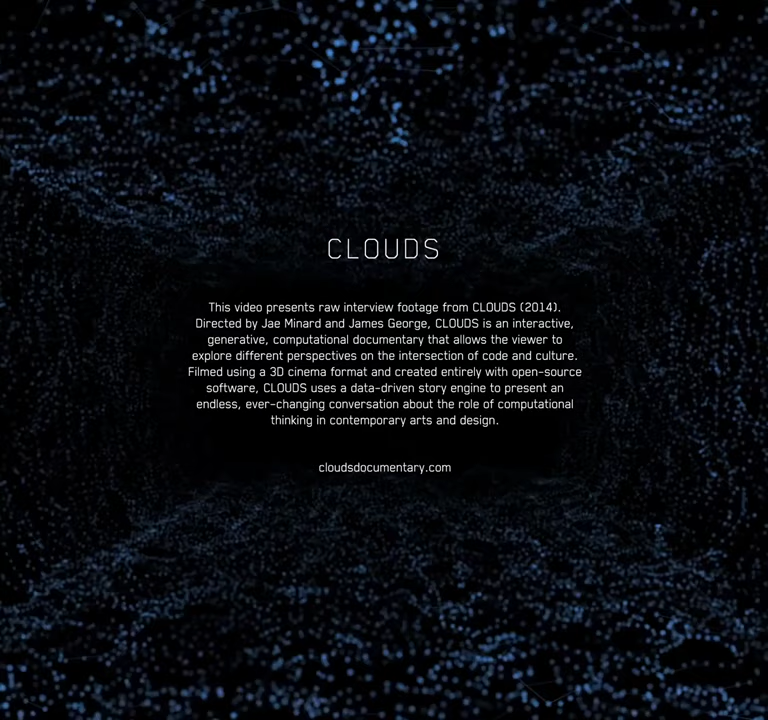 CLOUDS
This video presents raw interview footage from CLOUDS (2014).
Directed by Jae Minard and James George, CLOUDS is an interactive,
generative, computational documentary that allows the viewer to
explore different perspectives on the intersection of code and culture.
Filmed using a 3D cinema format and created entirely with open-source
software, CLOUDS uses a data-driven story engine to present an
endless, ever-changing conversation about the role of computational
thinking in contemporary arts and design.
cloudsdocumentary.com